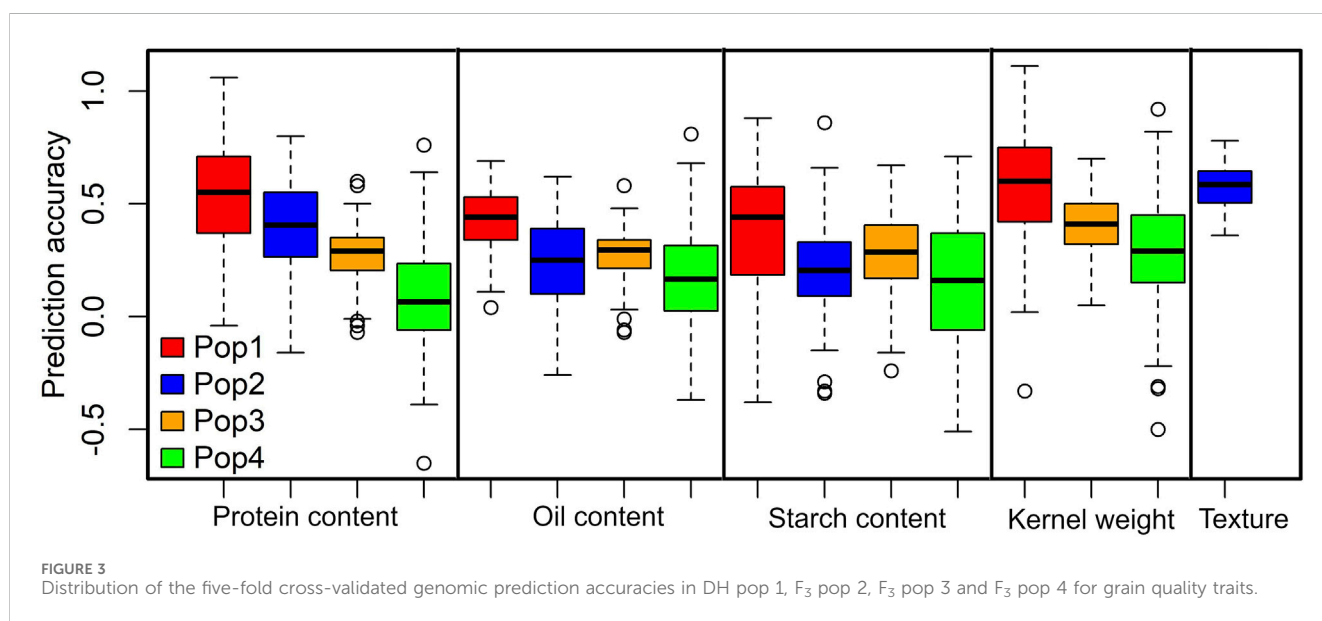 Prediction accuracy
1.0
0.5
0.0
-0.5
Pop1
Pop2
Pop3
Pop4
Protein content
Oil content
Starch content
Kernel weight
Texture
FIGURE 3
Distribution of the five-fold cross-validated genomic prediction accuracies in DH pop 1, F₃ pop 2, F₃ pop 3 and F₃ pop 4 for grain quality traits.